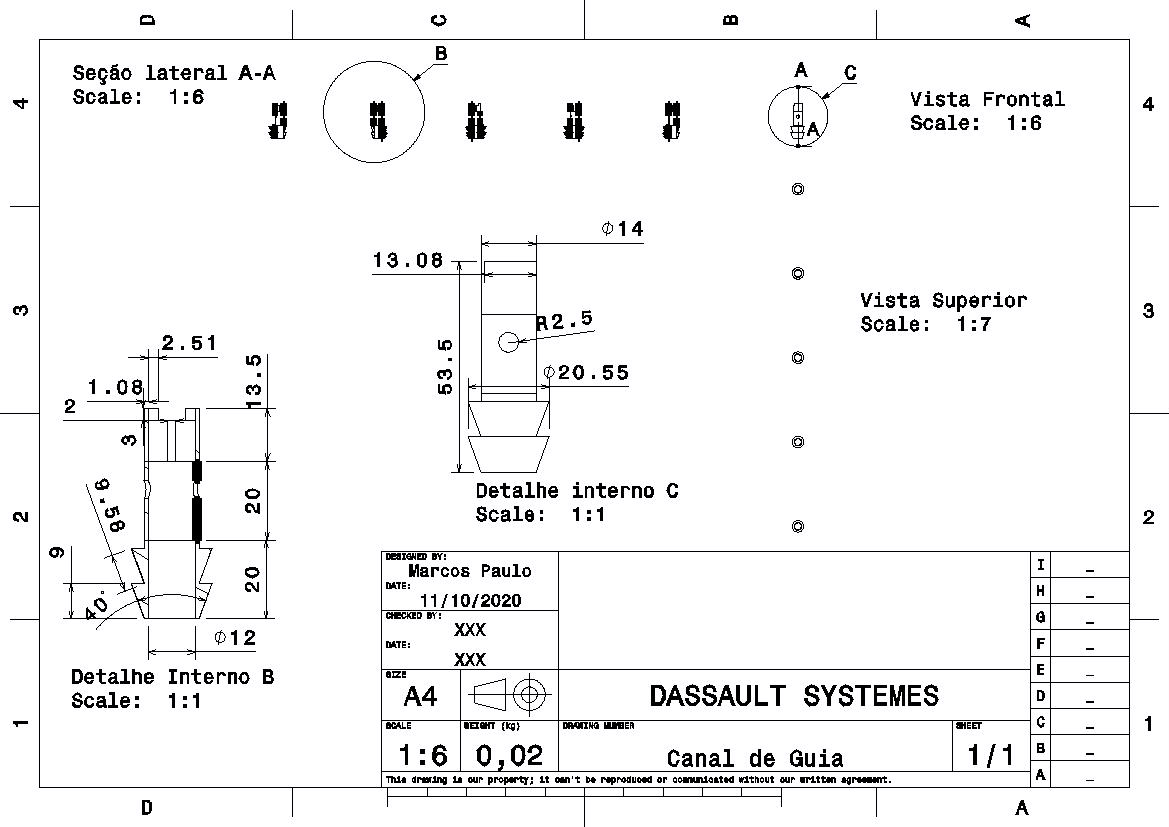 D C B A
B
A C
Seção lateral A-A
Scale: 1:6
Vista Frontal
Scale: 1:6
A
4 4
⌀14
13.08
3 3
R2.5
53.5
⌀20.55
Vista Superior
Scale: 1:7
2.51
1.08
13.5
2
3
9.58
20
2 2
Detalhe interno C
Scale: 1:1
9
20
40°
⌀12
Detalhe Interno B
Scale: 1:1
1 1
DESIGNED BY:
Marcos Paulo
DATE:
11/10/2020
CHECKED BY:
XXX
DATE:
XXX
SIZE
A4
DASSAULT SYSTEMES
SCALE
1:6
WEIGHT (kg)
0,02
DRAWING NUMBER
Canal de Guia
SHEET
1/1
This drawing is our property; it can't be reproduced or communicated without our written agreement.
I _
H _
G _
F _
E _
D _
C _
B _
A _
D A